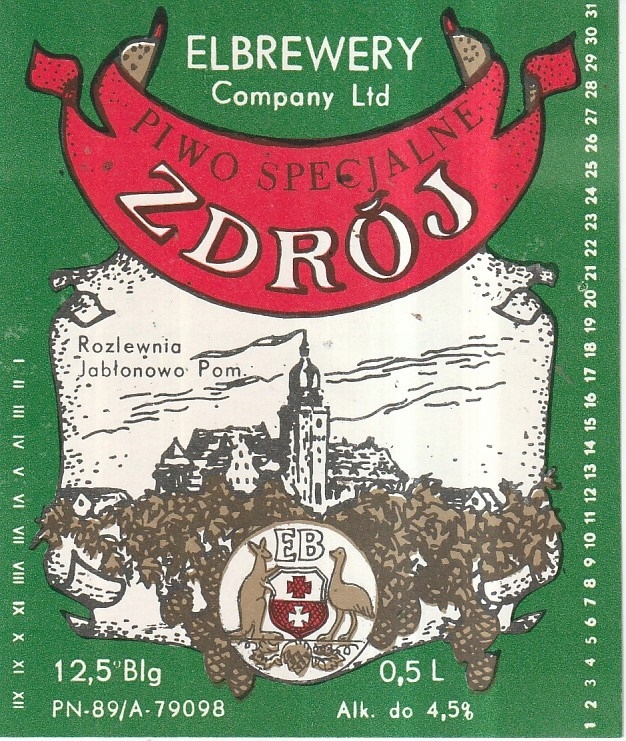 ELBREWERY
Company Ltd
PIWO SPECJALNE
ZDRÓJ
Rozlewnia
Jabłonowo Pom.
EB
12,5°Blg
0,5 L
PN-89/A-79098
Alk. do 4,5%
I II III IV V VI VII VIII IX X XI XII
1 2 3 4 5 6 7 8 9 10 11 12 13 14 15 16 17 18 19 20 21 22 23 24 25 26 27 28 29 30 31